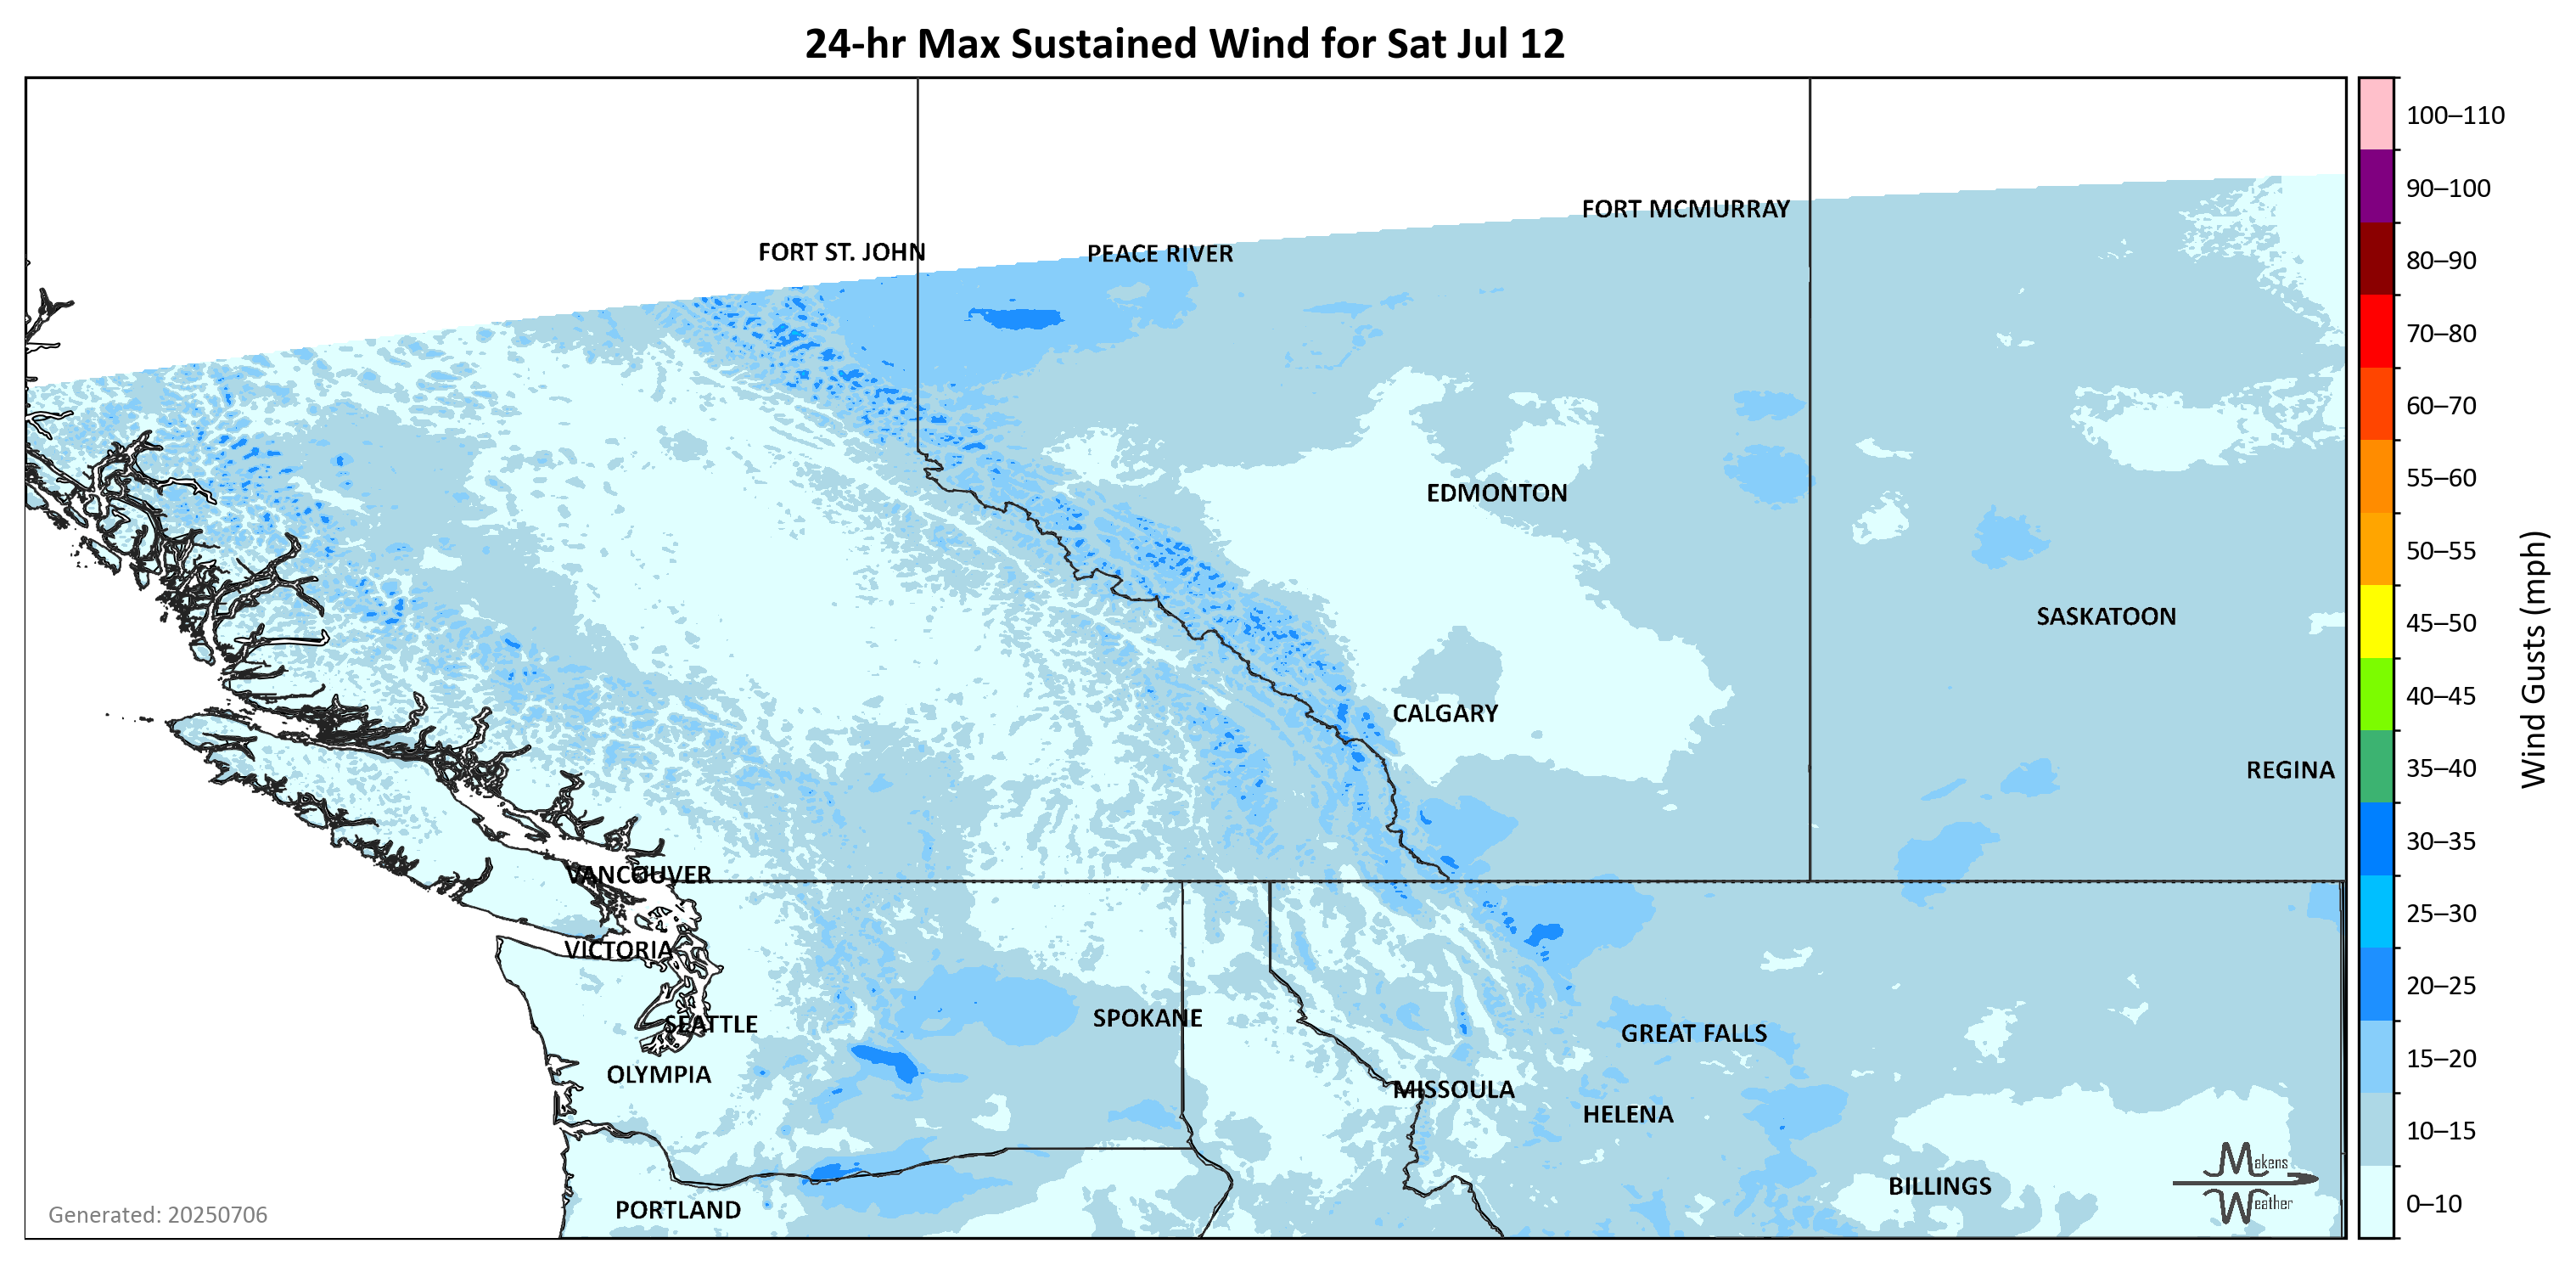 24-hr Max Sustained Wind for Sat Jul 12
100–110
90–100
80–90
70–80
60–70
55–60
50–55
45–50
40–45
35–40
30–35
25–30
20–25
15–20
10–15
0–10
Wind Gusts (mph)
FORT MCMURRAY
FORT ST. JOHN
PEACE RIVER
EDMONTON
SASKATOON
CALGARY
REGINA
VANCOUVER
VICTORIA
SPOKANE
SEATTLE
GREAT FALLS
OLYMPIA
MISSOULA
HELENA
BILLINGS
PORTLAND
Makens
Weather
Generated: 20250706